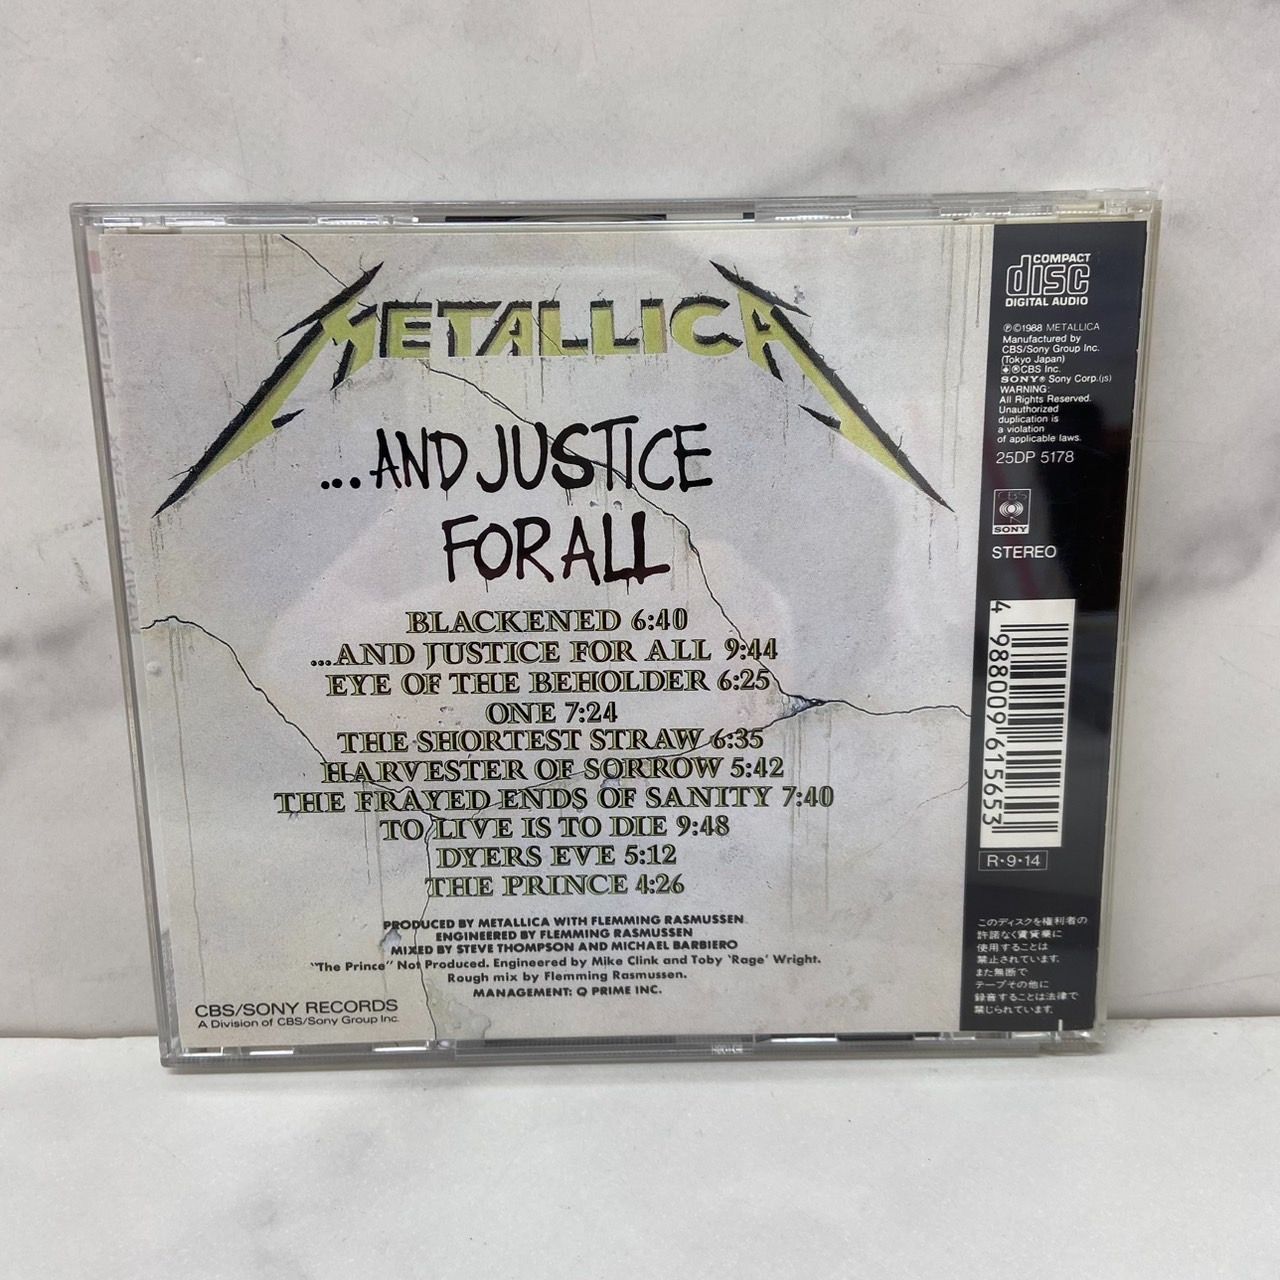 METALLICA
...AND JUSTICE
FOR ALL
BLACKENED 6:40
...AND JUSTICE FOR ALL 9:44
EYE OF THE BEHOLDER 6:25
ONE 7:24
THE SHORTEST STRAW 6:35
HARVESTER OF SORROW 5:42
THE FRAYED ENDS OF SANITY 7:40
TO LIVE IS TO DIE 9:48
DYERS EVE 5:12
THE PRINCE 4:26
PRODUCED BY METALLICA WITH FLEMMING RASMUSSEN
ENGINEERED BY FLEMMING RASMUSSEN
MIXED BY STEVE THOMPSON AND MICHAEL BARBIERO
"The Prince" Not Produced. Engineered by Mike Clink and Toby 'Rage' Wright.
Rough mix by Flemming Rasmussen.
MANAGEMENT: Q PRIME INC.
CBS/SONY RECORDS
A Division of CBS/Sony Group Inc.
COMPACT
disc
DIGITAL AUDIO
℗©1988 METALLICA
Manufactured by
CBS/Sony Group Inc.
(Tokyo Japan)
®CBS Inc.
SONY® Sony Corp.(js)
WARNING:
All Rights Reserved.
Unauthorized
duplication is
a violation
of applicable laws.
25DP 5178
CBS
SONY
STEREO
4 988009 615653
R・9・14
このディスクを権利者の
許諾なく賃貸業に
使用することは
禁止されています。
また無断で
テープその他に
録音することは法律で
禁じられています。